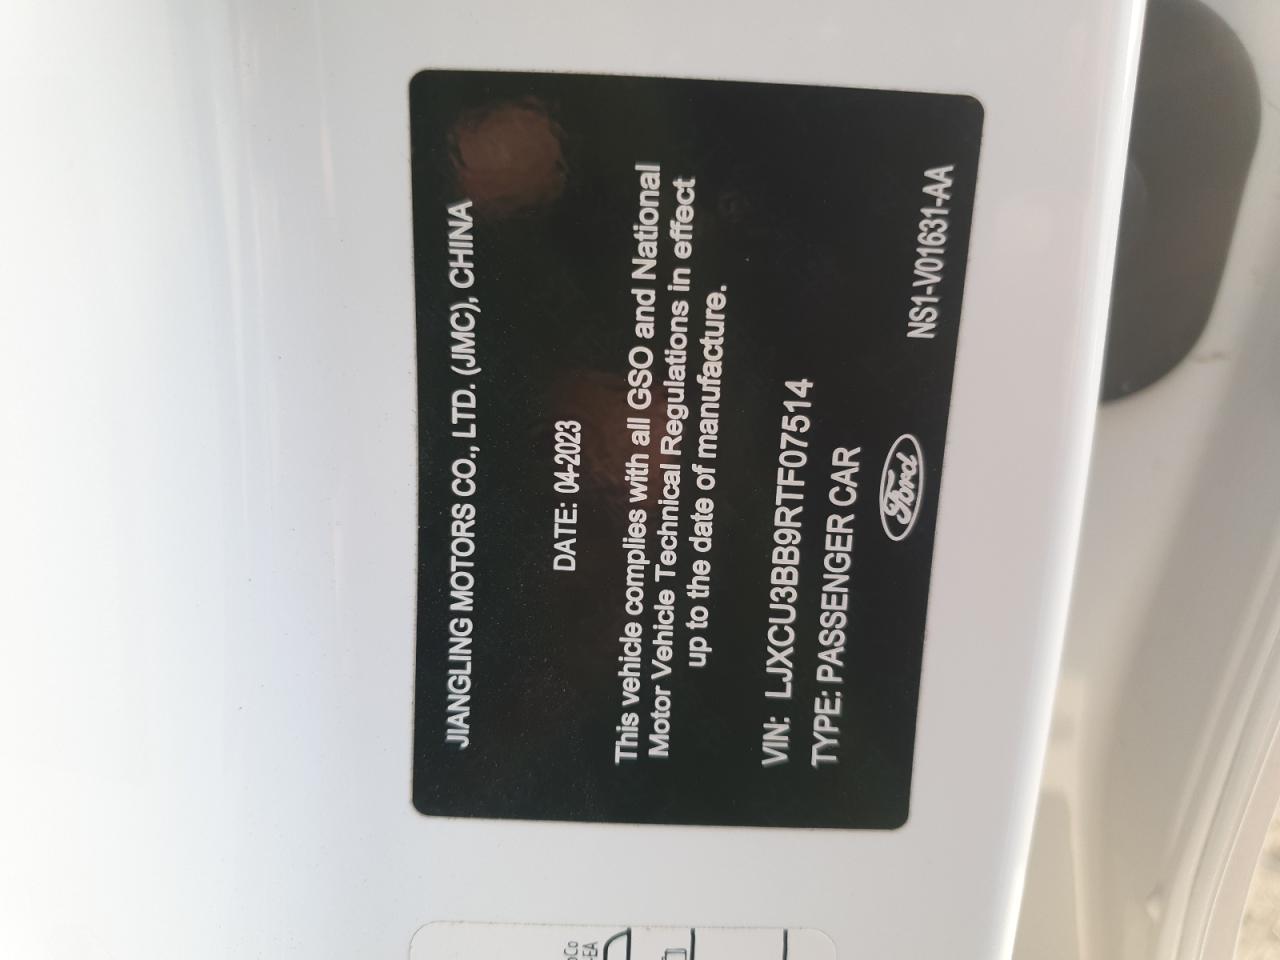 JIANGLING MOTORS CO., LTD. (JMC), CHINA
DATE: 04-2023
This vehicle complies with all GSO and National
Motor Vehicle Technical Regulations in effect
up to the date of manufacture.
VIN: LJXCU3BB9RTF07514
TYPE: PASSENGER CAR
Ford
NS1-V01631-AA